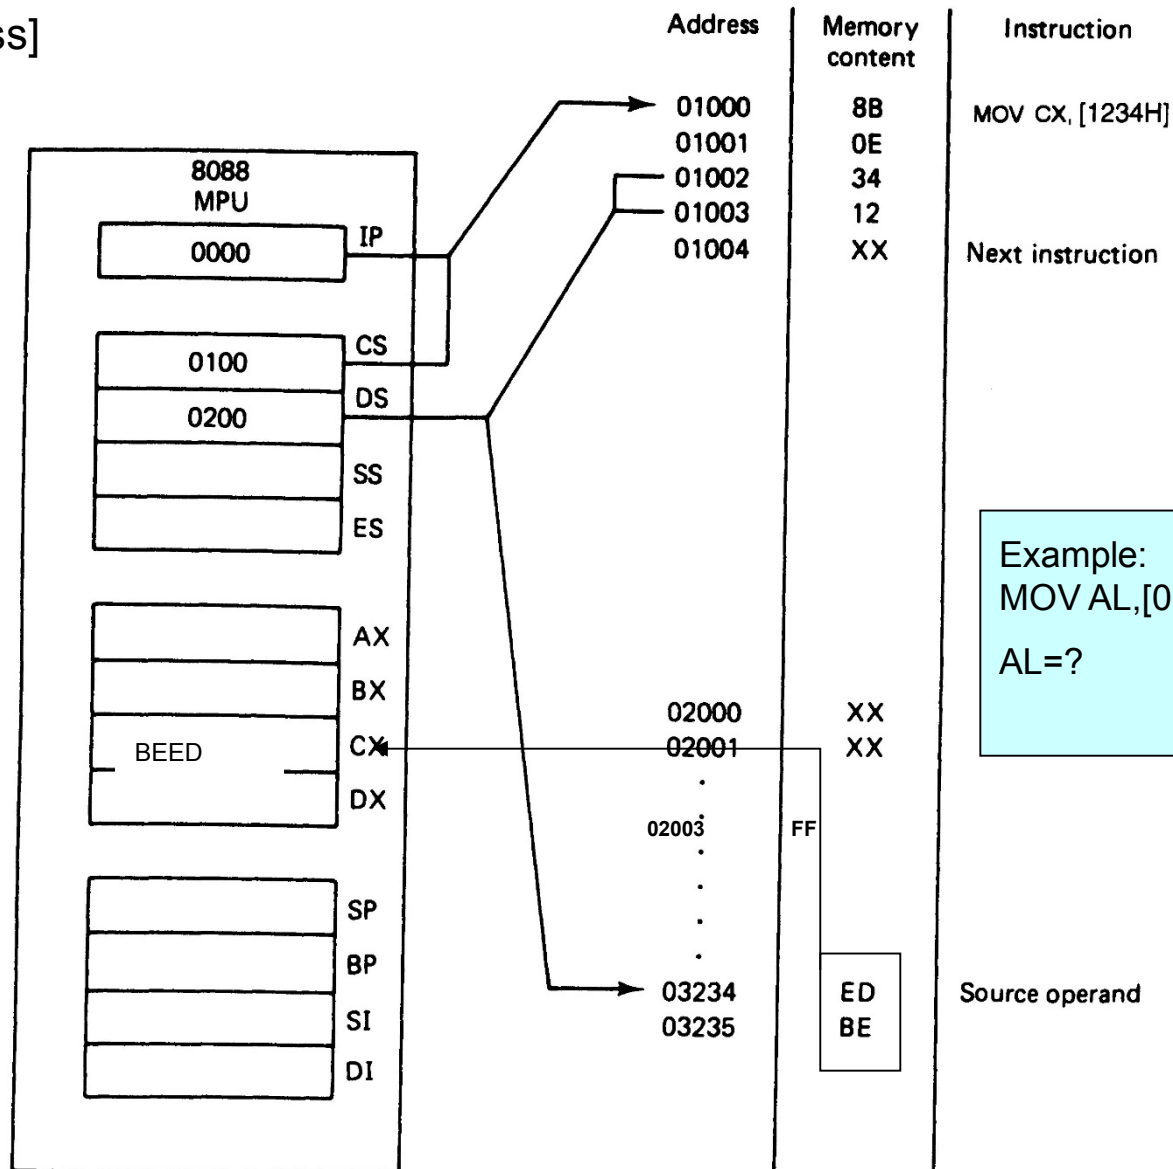 ss]
Address Memory content Instruction
01000 8B MOV CX, [1234H]
01001 0E
01002 34
01003 12
01004 XX Next instruction
8088
MPU
0000 IP
0100 CS
0200 DS
SS
ES
AX
BX
BEED CX
DX
SP
BP
SI
DI
02000 XX
02001 XX
02003 FF
03234 ED Source operand
03235 BE
Example:
MOV AL,[0
AL=?